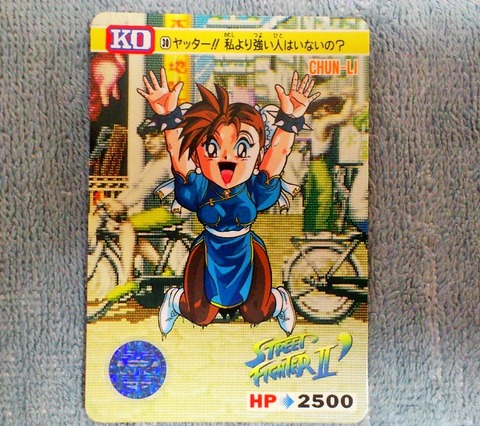 KO
30 ヤッター!! 私より強い人はいないの?
CHUN-LI
STREET
FIGHTER II'
HP → 2500